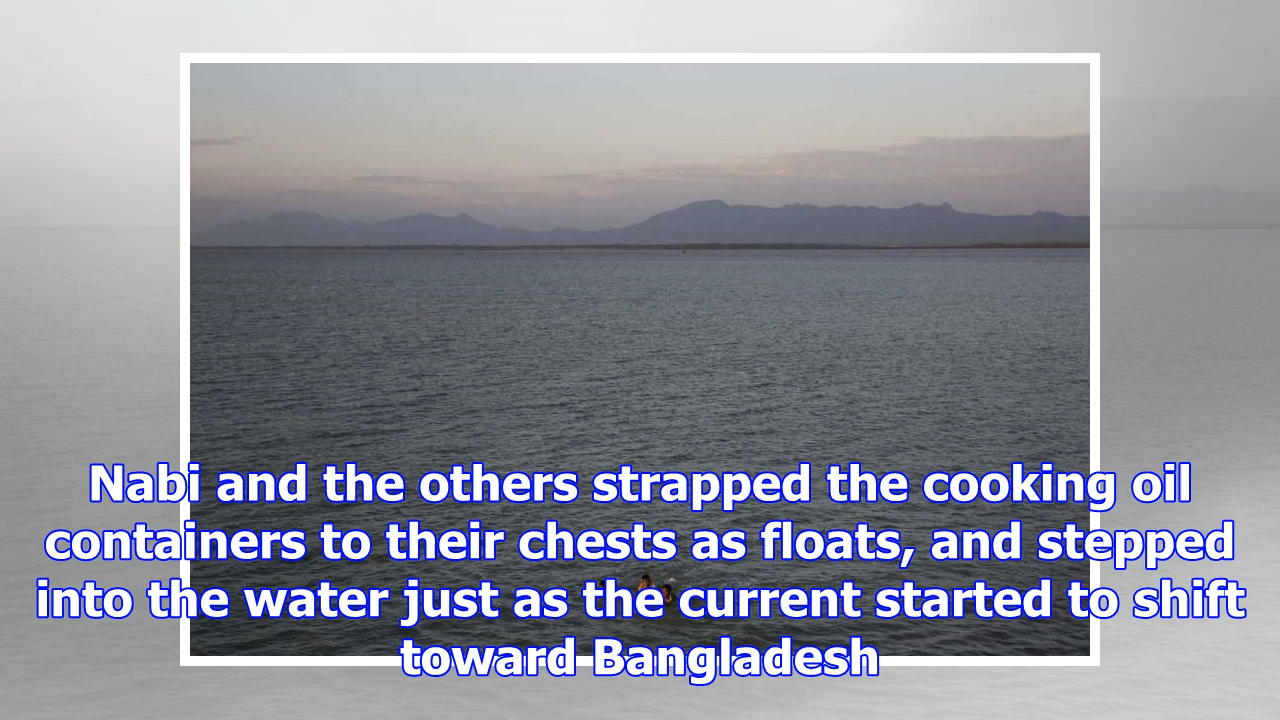 Nabi and the others strapped the cooking oil
containers to their chests as floats, and stepped
into the water just as the current started to shift
toward Bangladesh